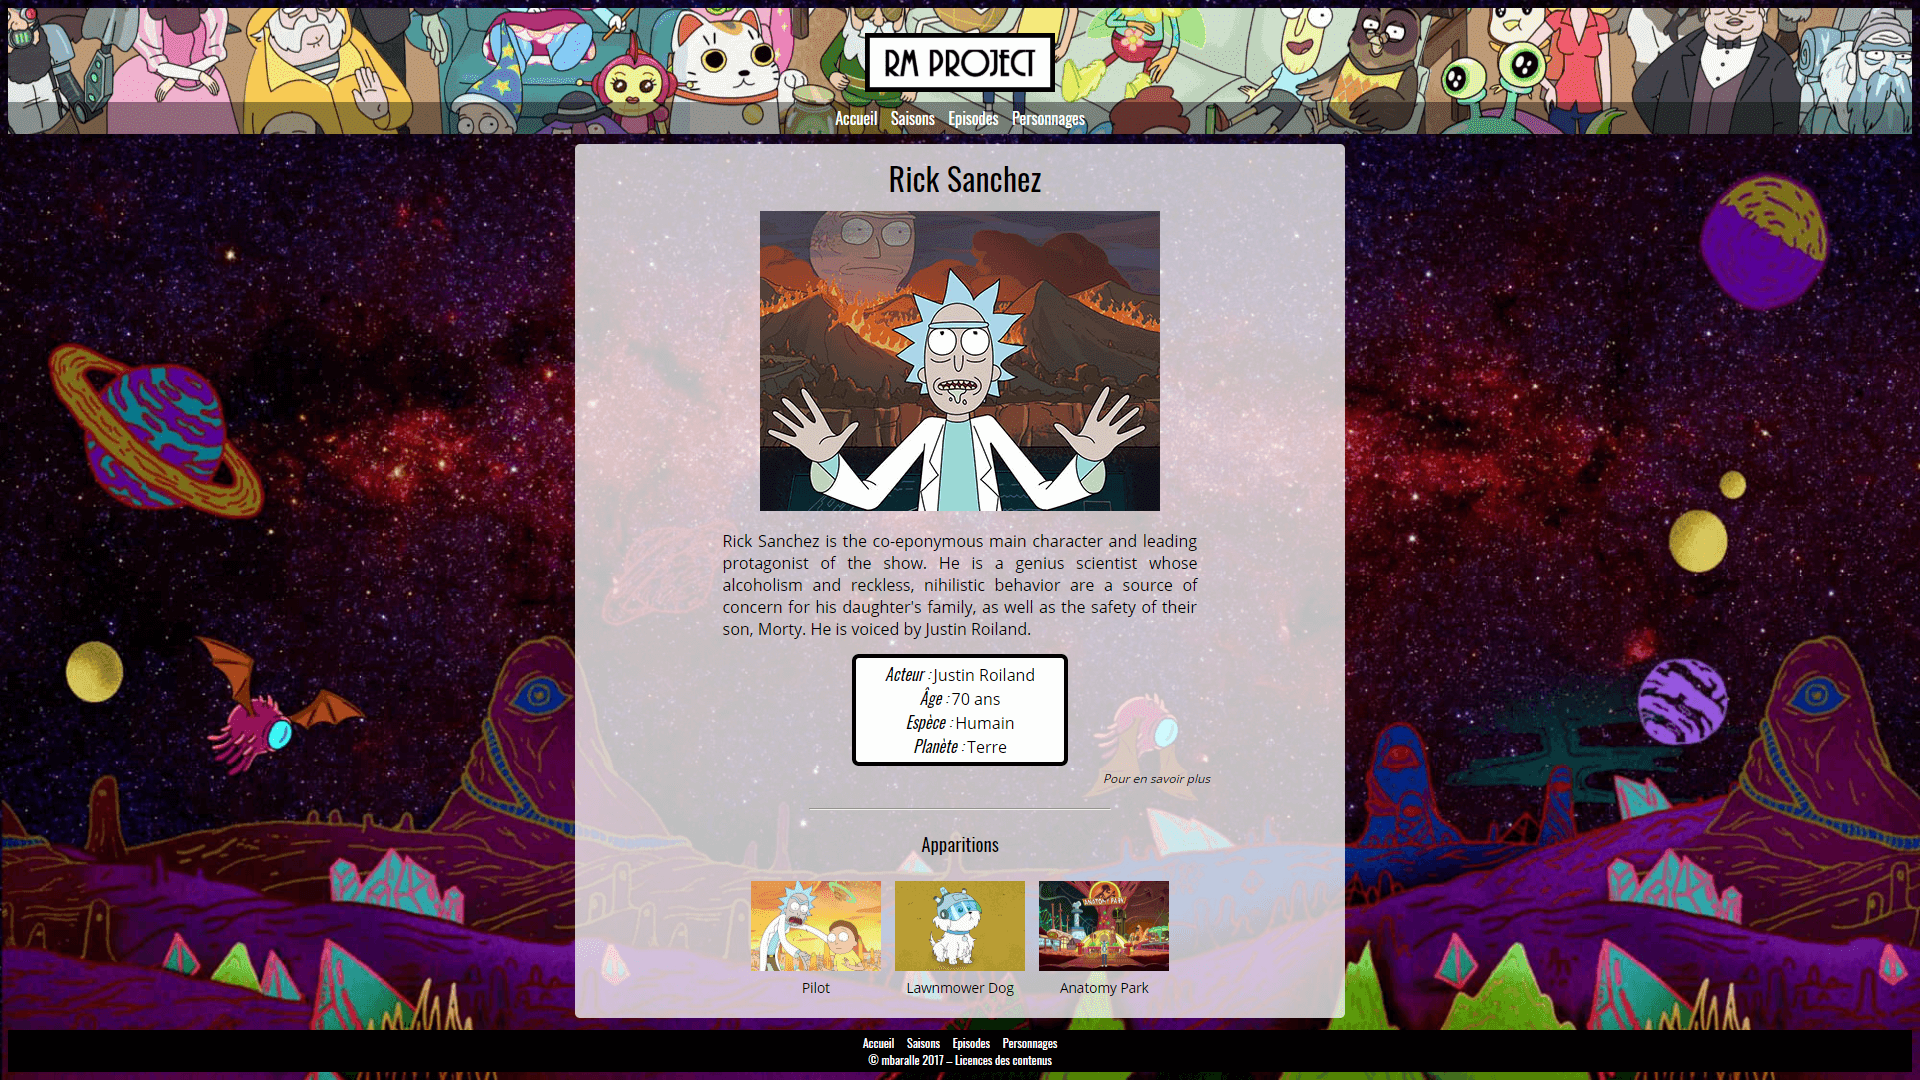 RM PROJECT
Accueil Saisons Episodes Personnages
Rick Sanchez
Rick Sanchez is the co-eponymous main character and leading
protagonist of the show. He is a genius scientist whose
alcoholism and reckless, nihilistic behavior are a source of
concern for his daughter's family, as well as the safety of their
son, Morty. He is voiced by Justin Roiland.
Acteur : Justin Roiland
Âge : 70 ans
Espèce : Humain
Planète : Terre
Pour en savoir plus
Apparitions
ANATOMY PARK
Pilot
Lawnmower Dog
Anatomy Park
Accueil Saisons Episodes Personnages
© mbaralle 2017 – Licences des contenus